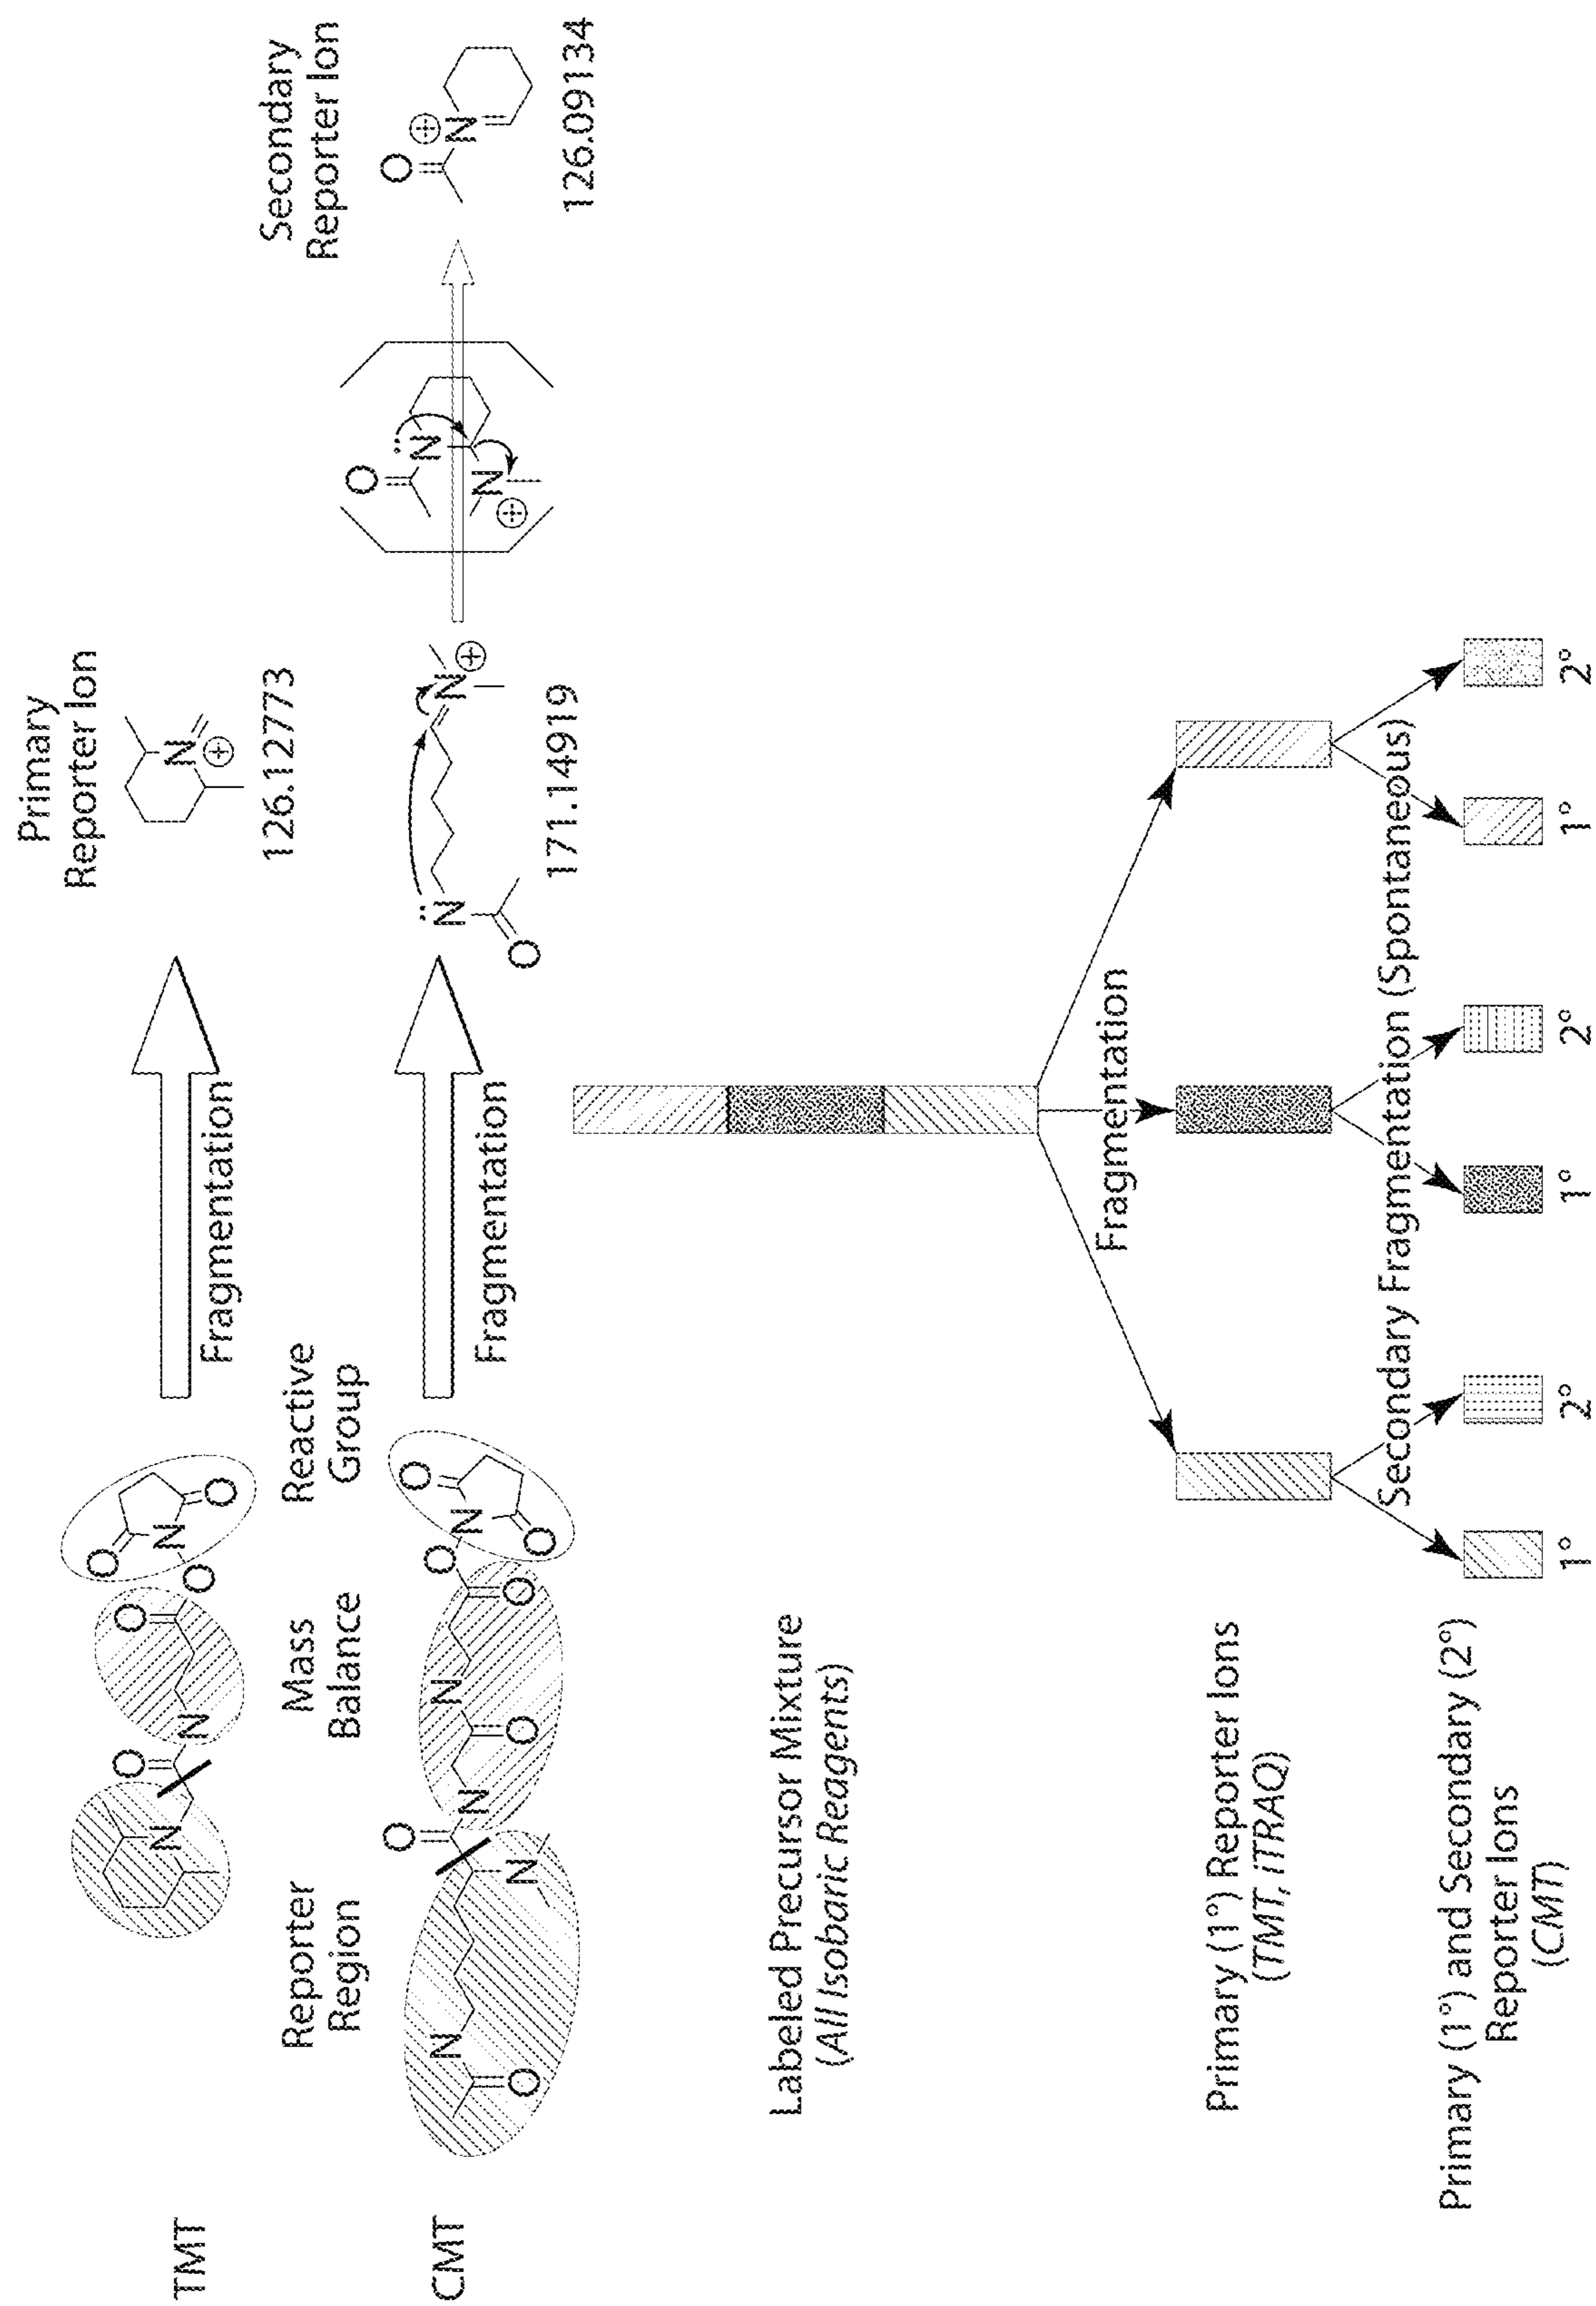 Primary
Reporter Ion
Secondary
Reporter Ion
TMT
N
O
N
O
O
N
O
O
Fragmentation
N
⊕
126.12773
Reporter
Region
Mass
Balance
Reactive
Group
CMT
O
N
N
O
N
O
N
O
O
N
O
O
Fragmentation
O
N̈
N
⊕
171.14919
O
N̈
N
⊕
O
N
⊕
126.09134
Labeled Precursor Mixture
(All Isobaric Reagents)
Fragmentation
Primary (1°) Reporter Ions
(TMT, iTRAQ)
Secondary Fragmentation (Spontaneous)
Primary (1°) and Secondary (2°)
Reporter Ions
(CMT)
1° 2° 1° 2° 1° 2°